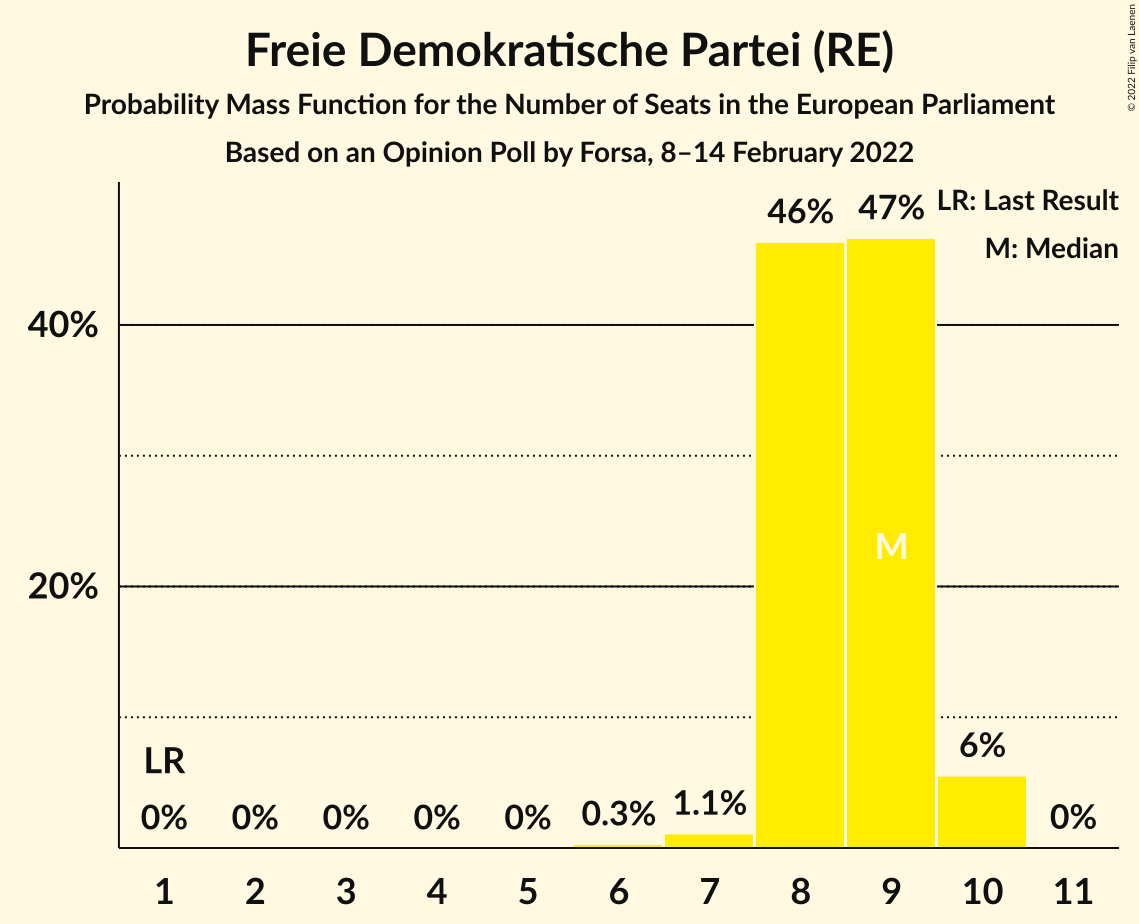 Freie Demokratische Partei (RE)
Probability Mass Function for the Number of Seats in the European Parliament
Based on an Opinion Poll by Forsa, 8–14 February 2022
© 2022 Filip van Laenen
LR: Last Result
M: Median
46%
47%
40%
20%
M
LR
0%
0%
0%
0%
0%
0.3%
1.1%
6%
0%
1 2 3 4 5 6 7 8 9 10 11